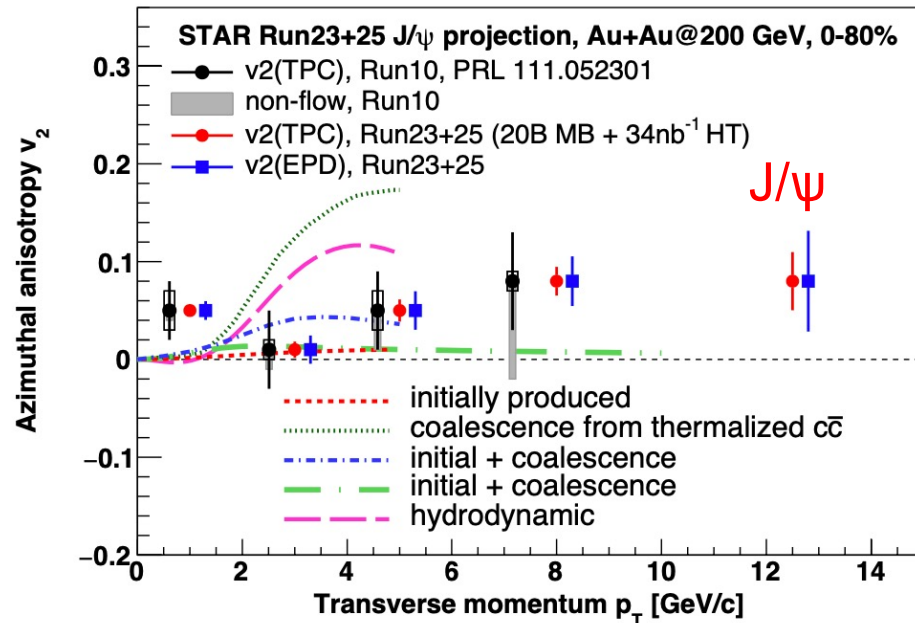 STAR Run23+25 J/ψ projection, Au+Au@200 GeV, 0-80%
v2(TPC), Run10, PRL 111.052301
non-flow, Run10
v2(TPC), Run23+25 (20B MB + 34nb⁻¹ HT)
v2(EPD), Run23+25
J/ψ
Azimuthal anisotropy v₂
0.3
0.2
0.1
0
−0.1
−0.2
initially produced
coalescence from thermalized cc̅
initial + coalescence
initial + coalescence
hydrodynamic
0 2 4 6 8 10 12 14
Transverse momentum p_T [GeV/c]